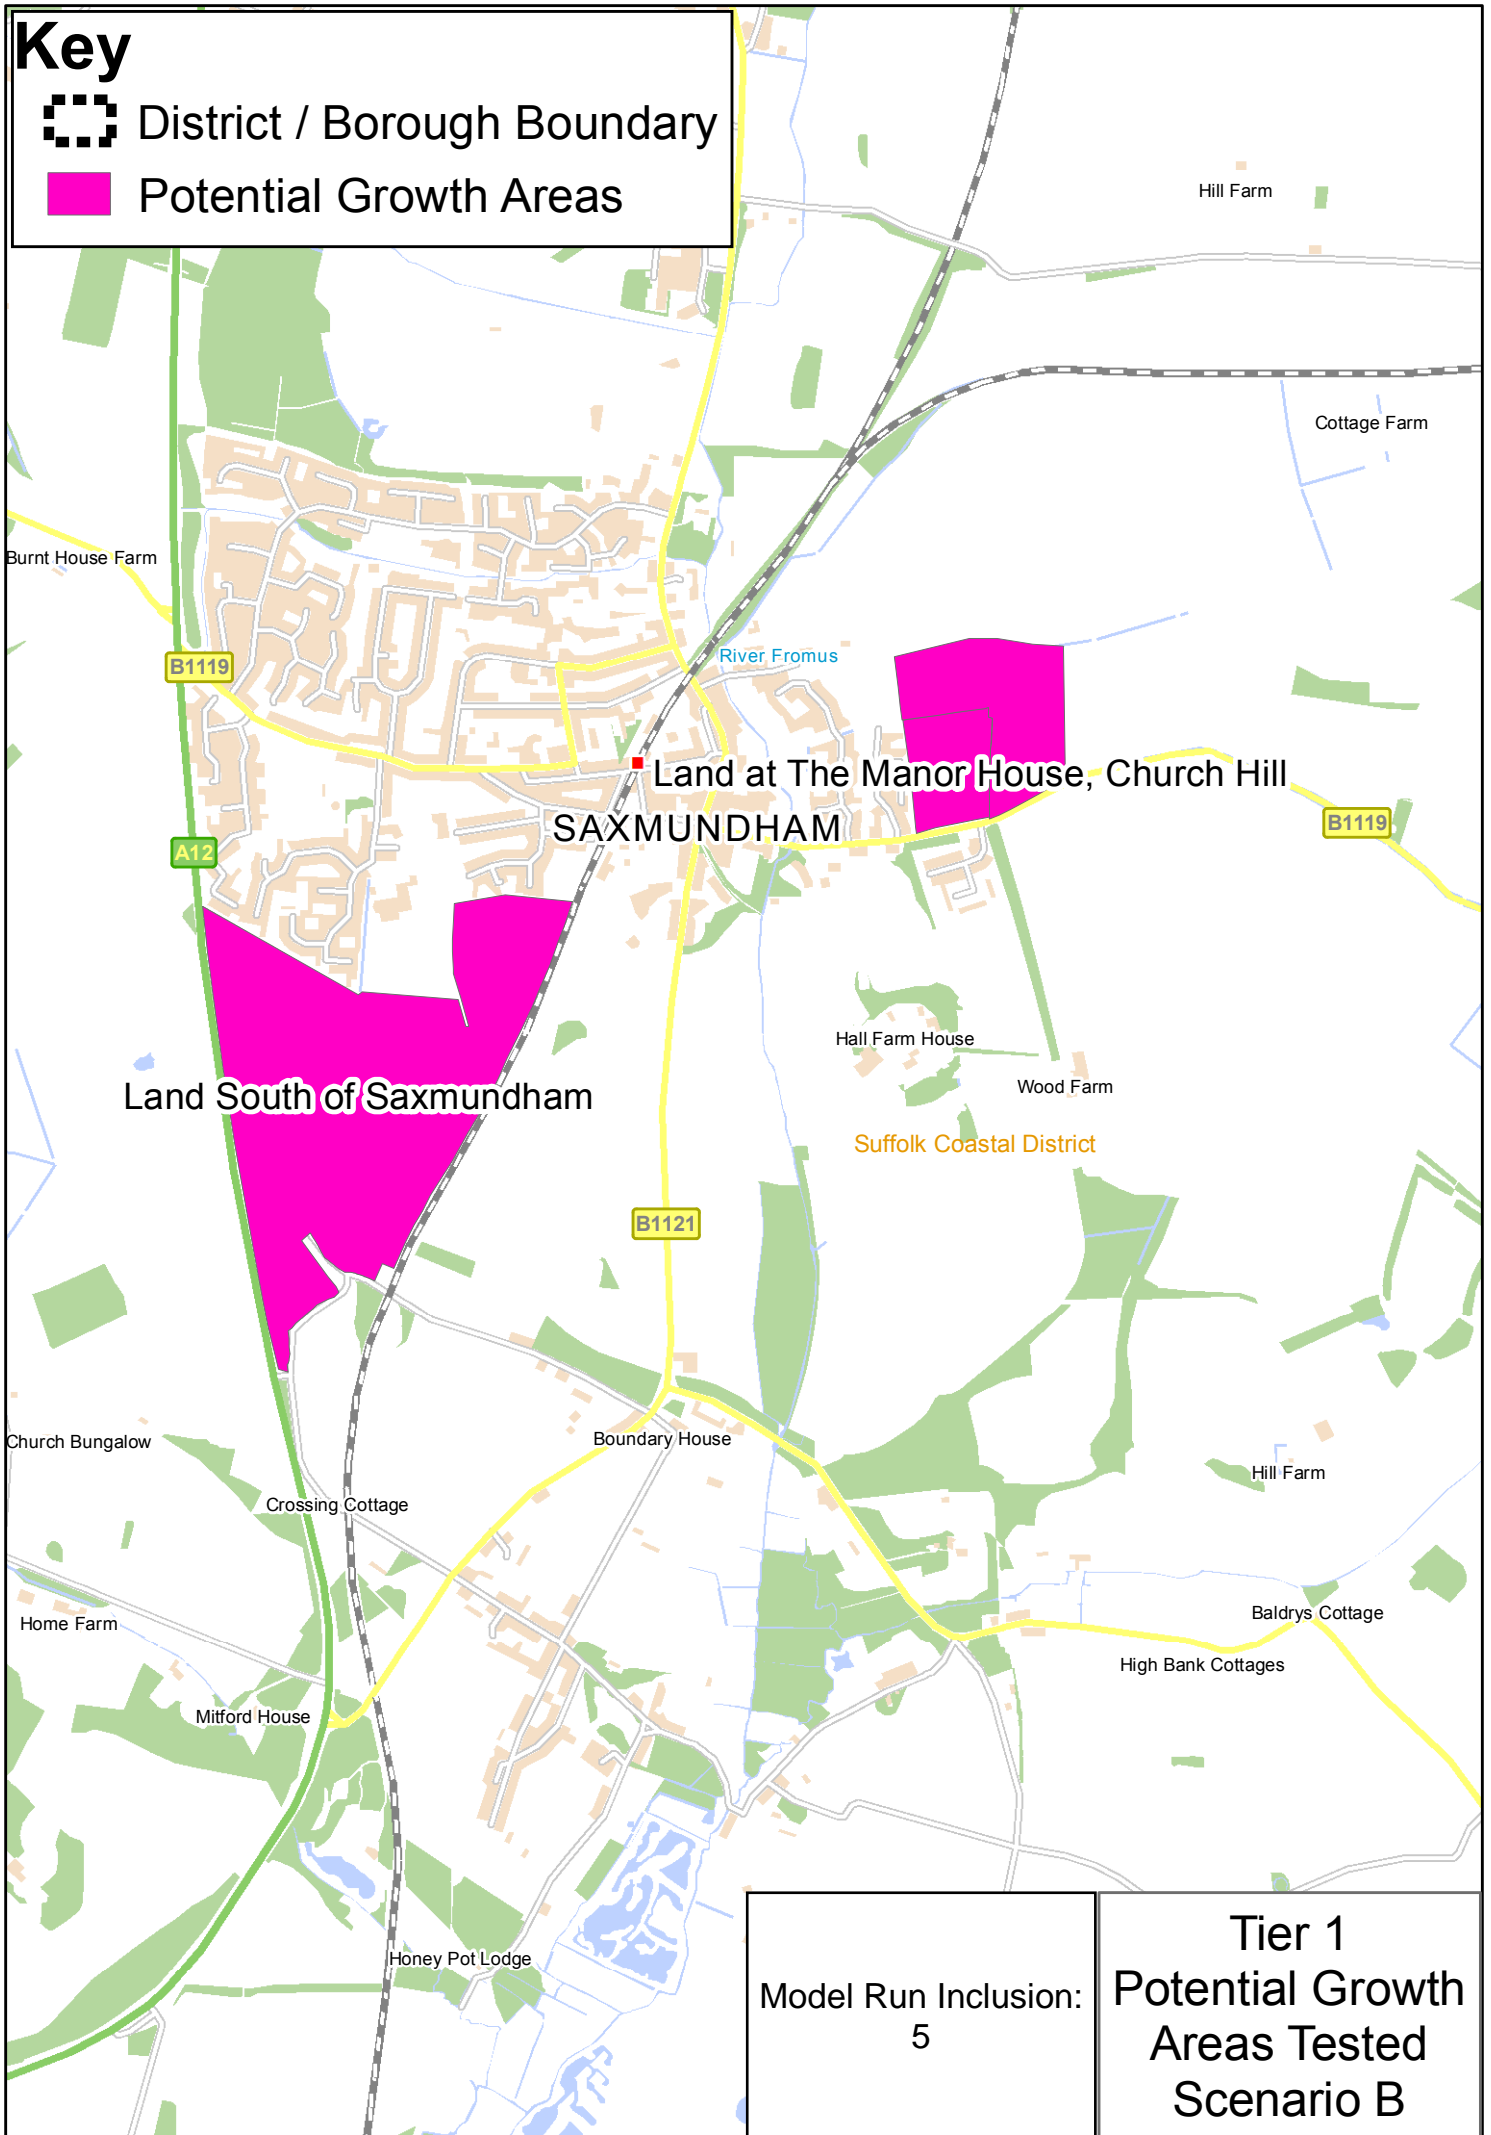 Key
District / Borough Boundary
Potential Growth Areas
Hill Farm
Cottage Farm
Burnt House Farm
River Fromus
B1119
Land at The Manor House, Church Hill
SAXMUNDHAM
B1119
A12
Hall Farm House
Wood Farm
Land South of Saxmundham
Suffolk Coastal District
B1121
Church Bungalow
Boundary House
Hill Farm
Crossing Cottage
Home Farm
Baldrys Cottage
High Bank Cottages
Mitford House
Honey Pot Lodge
Model Run Inclusion:
5
Tier 1
Potential Growth
Areas Tested
Scenario B